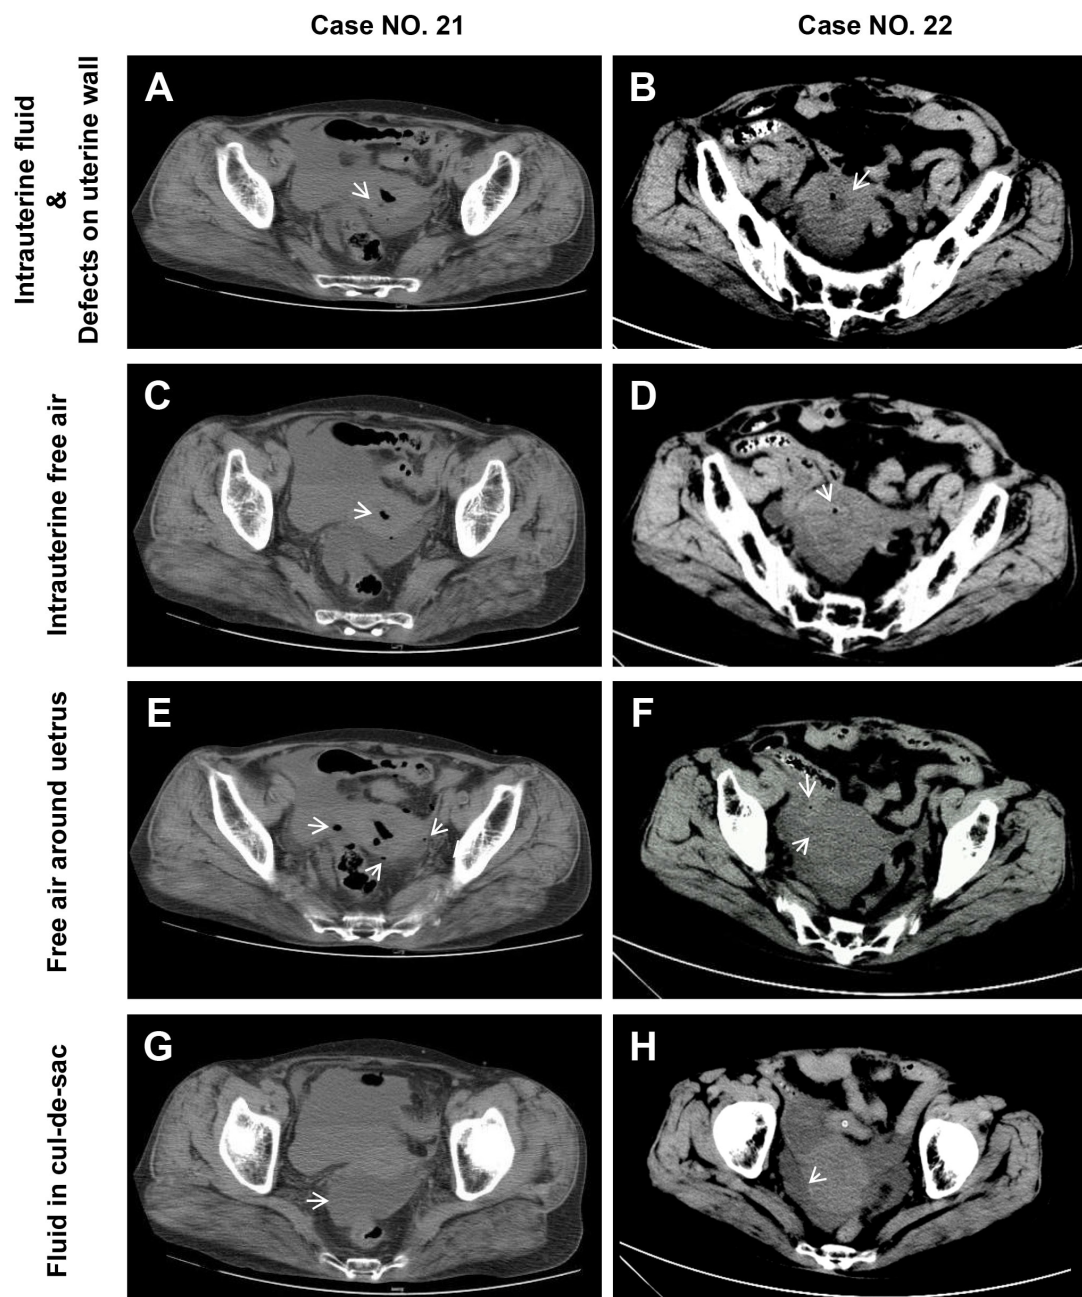 Case NO. 21
Case NO. 22
Intrauterine fluid
&
Defects on uterine wall
A
B
Intrauterine free air
C
D
Free air around uetrus
E
F
Fluid in cul-de-sac
G
H